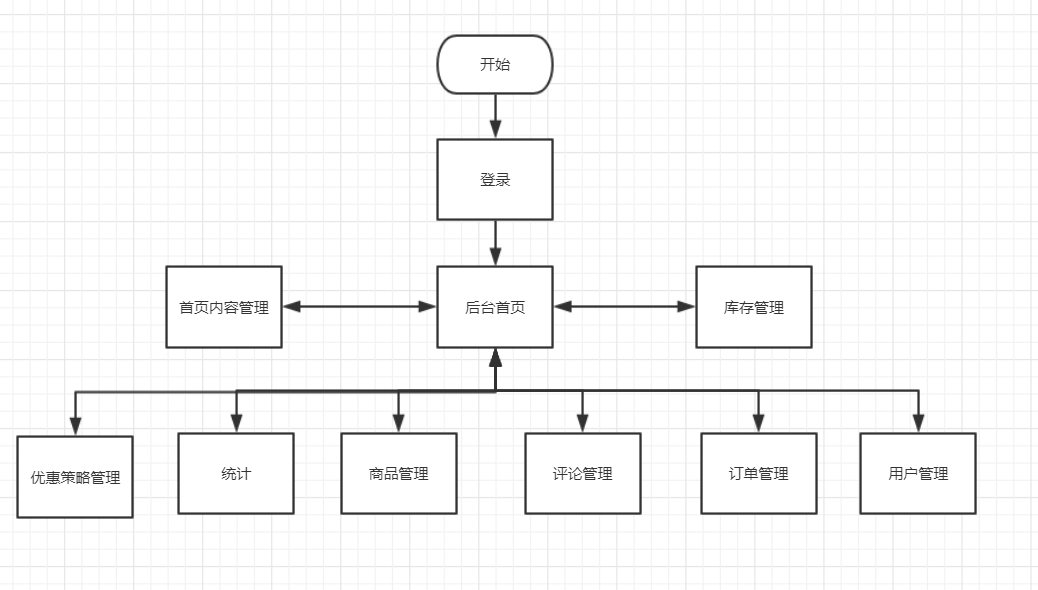 开始
登录
首页内容管理
后台首页
库存管理
优惠策略管理
统计
商品管理
评论管理
订单管理
用户管理